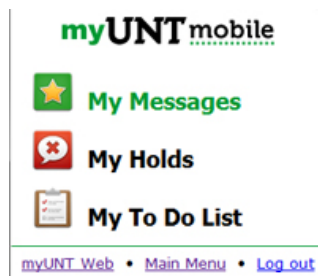 myUNT mobile
My Messages
My Holds
My To Do List
myUNT Web • Main Menu • Log out